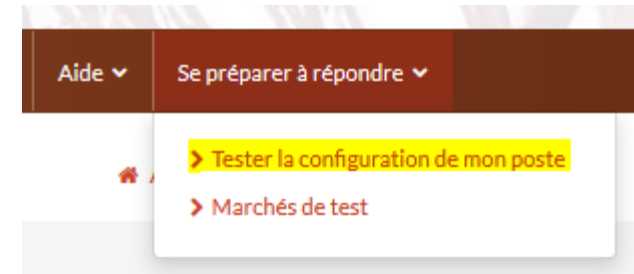 Aide
Se préparer à répondre
Tester la configuration de mon poste
Marchés de test